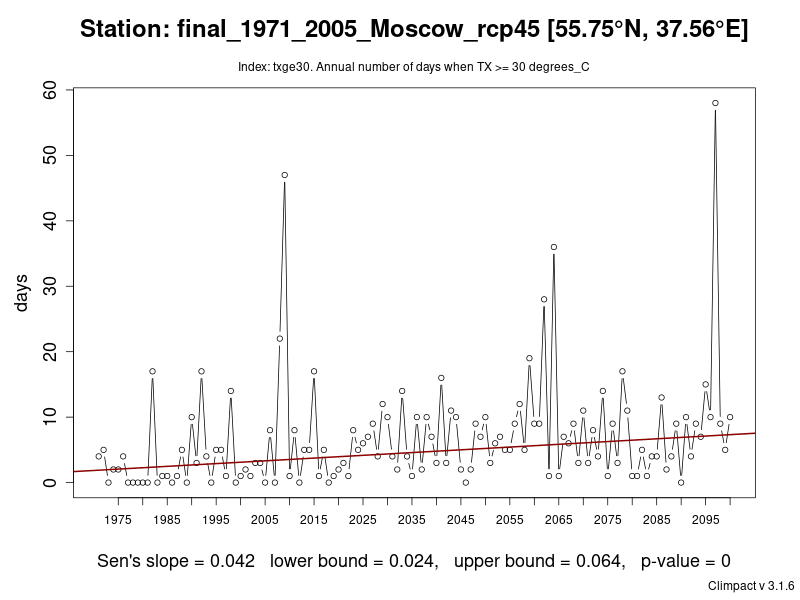 Station: final_1971_2005_Moscow_rcp45 [55.75°N, 37.56°E]
Index: txge30. Annual number of days when TX >= 30 degrees_C
60
50
40
30
20
10
0
days
1975 1985 1995 2005 2015 2025 2035 2045 2055 2065 2075 2085 2095
Sen's slope = 0.042 lower bound = 0.024, upper bound = 0.064, p-value = 0
Climpact v 3.1.6